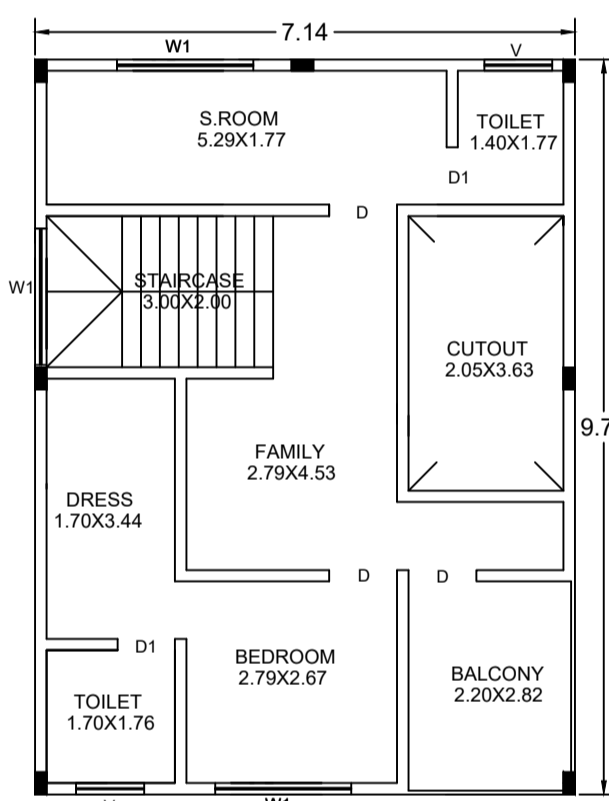 7.14
W1
V
S.ROOM
5.29X1.77
TOILET
1.40X1.77
D1
D
STAIRCASE
3.00X2.00
W1
CUTOUT
2.05X3.63
9.7
FAMILY
2.79X4.53
DRESS
1.70X3.44
D
D
D1
BEDROOM
2.79X2.67
BALCONY
2.20X2.82
TOILET
1.70X1.76
W1